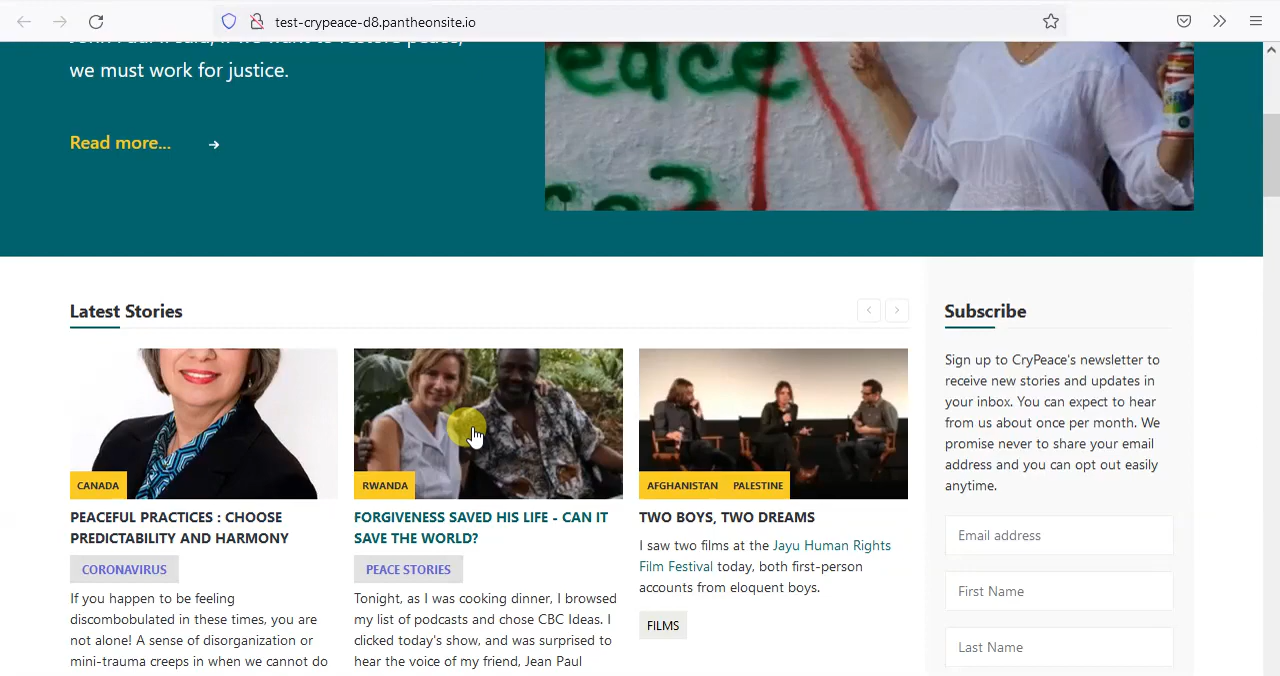 test-crypeace-d8.pantheonsite.io
we must work for justice.
Read more...
eace
Latest Stories
CANADA
PEACEFUL PRACTICES : CHOOSE
PREDICTABILITY AND HARMONY
CORONAVIRUS
If you happen to be feeling
discombobulated in these times, you are
not alone! A sense of disorganization or
mini-trauma creeps in when we cannot do
RWANDA
FORGIVENESS SAVED HIS LIFE - CAN IT
SAVE THE WORLD?
PEACE STORIES
Tonight, as I was cooking dinner, I browsed
my list of podcasts and chose CBC Ideas. I
clicked today's show, and was surprised to
hear the voice of my friend, Jean Paul
AFGHANISTAN PALESTINE
TWO BOYS, TWO DREAMS
I saw two films at the Jayu Human Rights
Film Festival today, both first-person
accounts from eloquent boys.
FILMS
Subscribe
Sign up to CryPeace's newsletter to
receive new stories and updates in
your inbox. You can expect to hear
from us about once per month. We
promise never to share your email
address and you can opt out easily
anytime.
Email address
First Name
Last Name